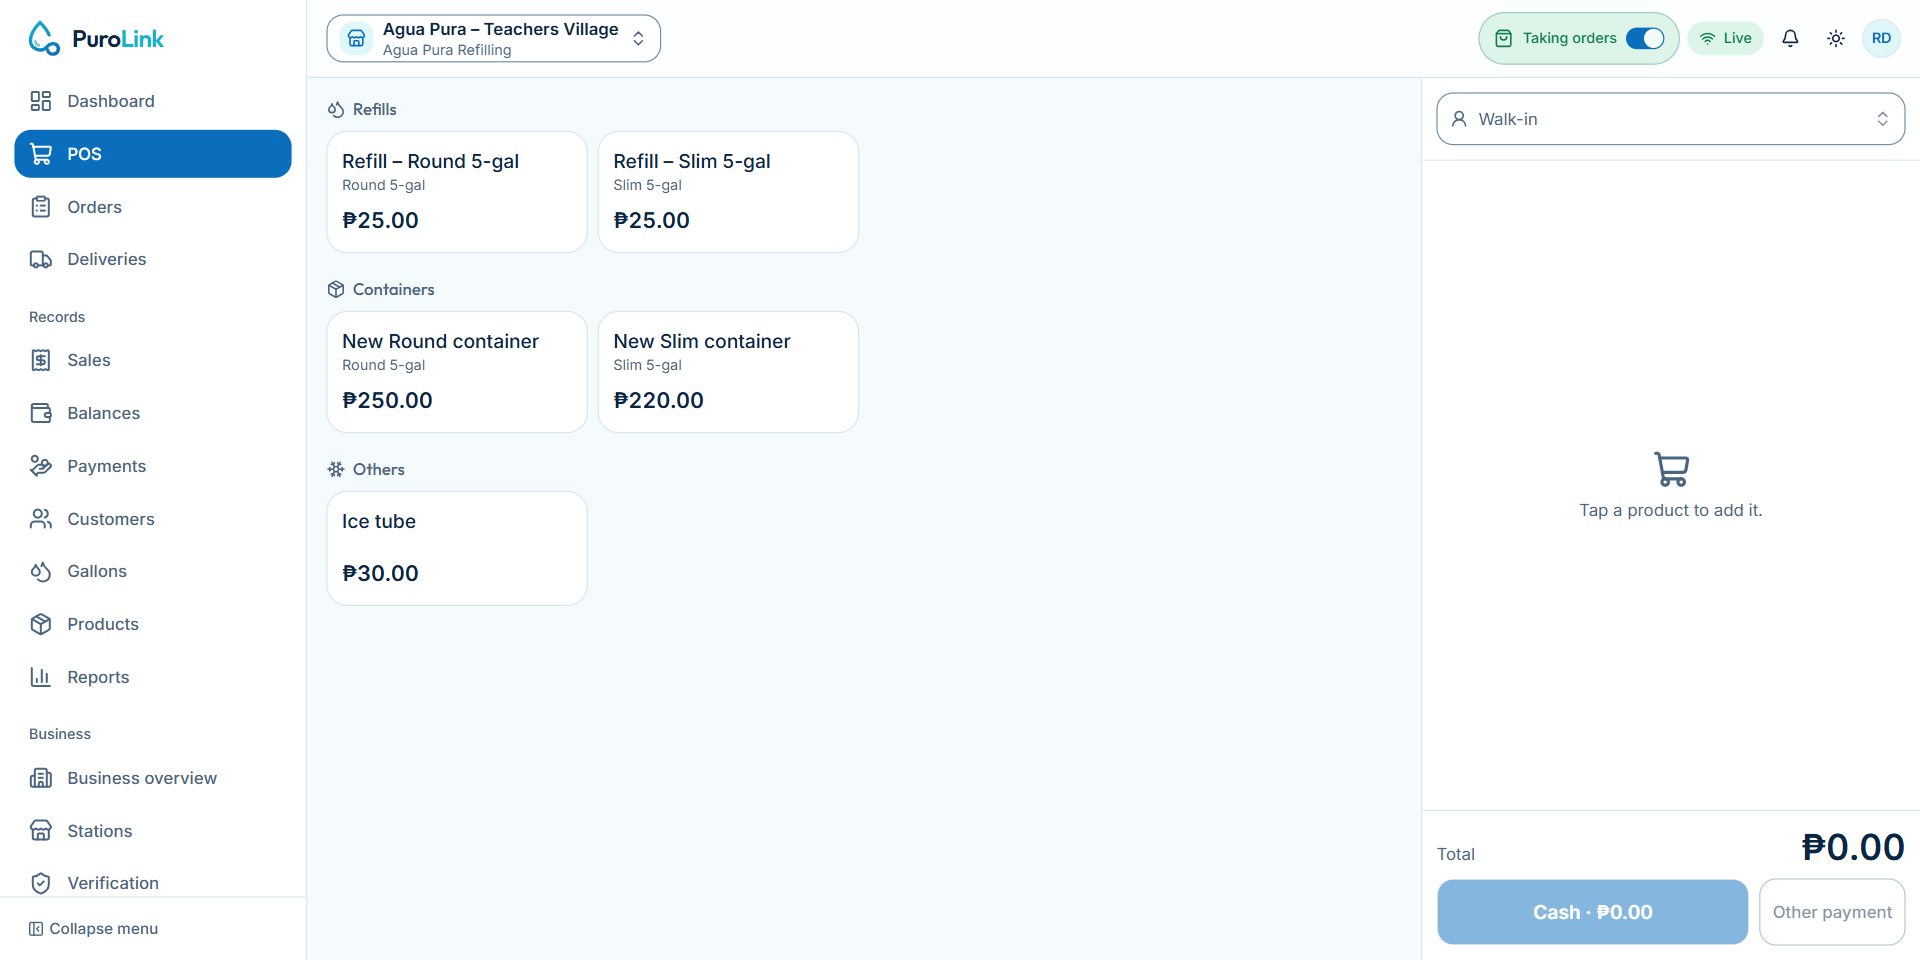 PuroLink
Dashboard
POS
Orders
Deliveries
Records
Sales
Balances
Payments
Customers
Gallons
Products
Reports
Business
Business overview
Stations
Verification
Collapse menu
Agua Pura – Teachers Village
Agua Pura Refilling
Taking orders
Live
RD
Refills
Refill – Round 5-gal
Round 5-gal
₱25.00
Refill – Slim 5-gal
Slim 5-gal
₱25.00
Containers
New Round container
Round 5-gal
₱250.00
New Slim container
Slim 5-gal
₱220.00
Others
Ice tube
₱30.00
Walk-in
Tap a product to add it.
Total
₱0.00
Cash · ₱0.00
Other payment